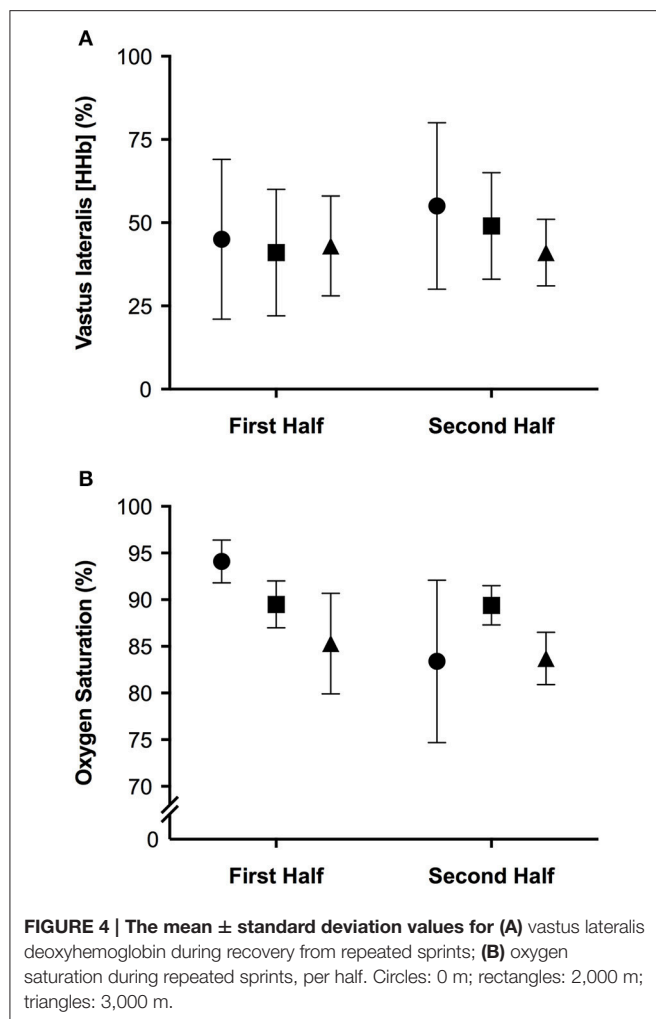 A
Vastus lateralis [HHb] (%)
100
75
50
25
0
First Half Second Half
B
Oxygen Saturation (%)
100
95
90
85
80
75
70
0
First Half Second Half
FIGURE 4 | The mean ± standard deviation values for (A) vastus lateralis
deoxyhemoglobin during recovery from repeated sprints; (B) oxygen
saturation during repeated sprints, per half. Circles: 0 m; rectangles: 2,000 m;
triangles: 3,000 m.